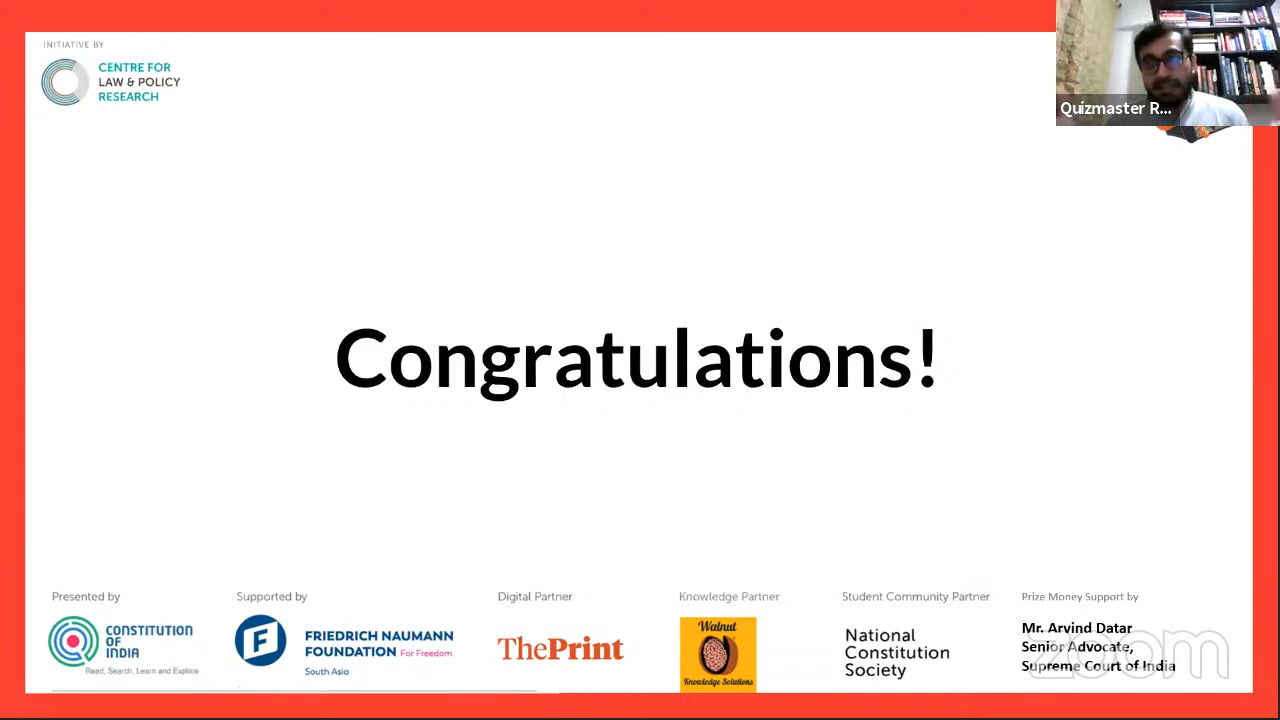 INITIATIVE BY
CENTRE FOR
LAW & POLICY
RESEARCH
Quizmaster R...
Congratulations!
Presented by
CONSTITUTION
OF
INDIA
Read, Search, Learn and Explore
Supported by
FRIEDRICH NAUMANN
FOUNDATION For Freedom.
South Asia
Digital Partner
ThePrint
Knowledge Partner
Walnut
Knowledge Solutions
Student Community Partner
National
Constitution
Society
Prize Money Support by
Mr. Arvind Datar
Senior Advocate,
Supreme Court of India
zoom